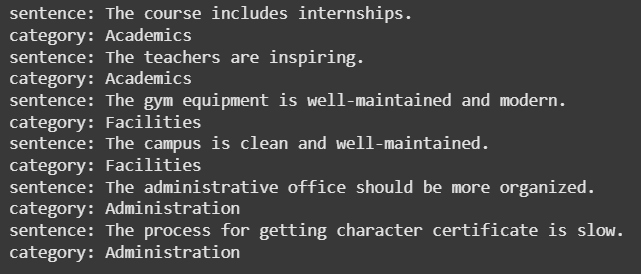 sentence: The course includes internships.
category: Academics
sentence: The teachers are inspiring.
category: Academics
sentence: The gym equipment is well-maintained and modern.
category: Facilities
sentence: The campus is clean and well-maintained.
category: Facilities
sentence: The administrative office should be more organized.
category: Administration
sentence: The process for getting character certificate is slow.
category: Administration